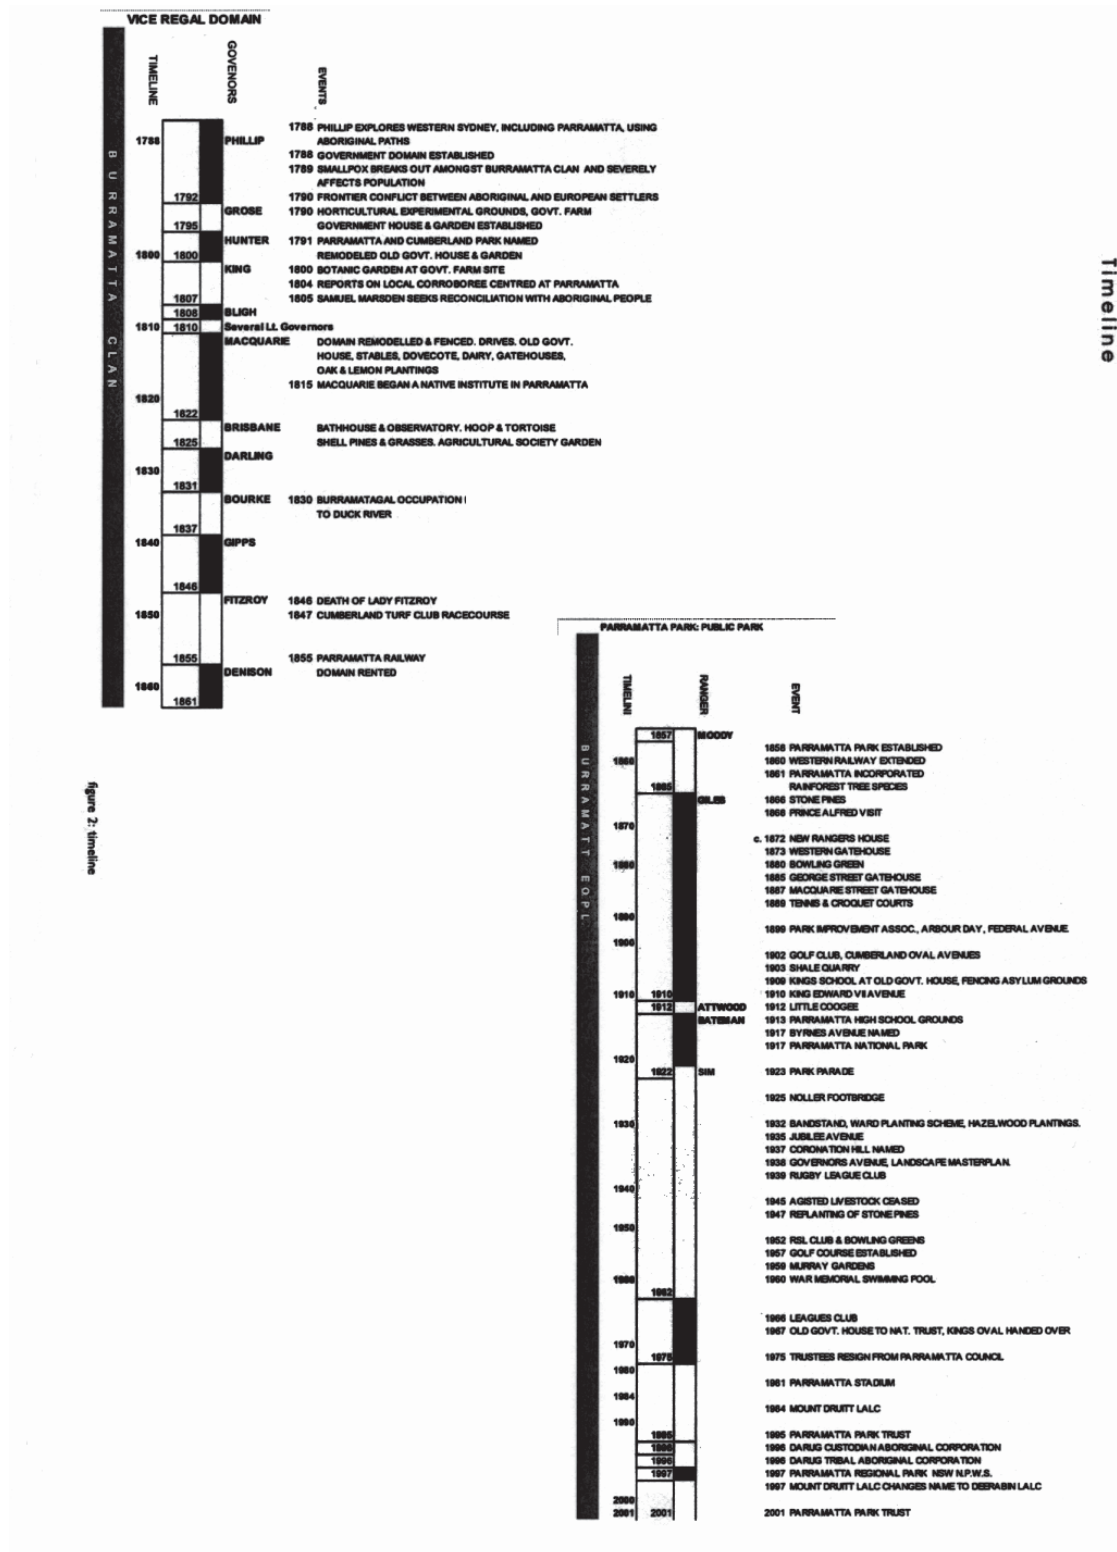 VICE REGAL DOMAIN
TIMELINE
GOVENORS
EVENTS
BURRAMATTA CLAN
1788 PHILLIP EXPLORES WESTERN SYDNEY, INCLUDING PARRAMATTA, USING
1788 PHILLIP ABORIGINAL PATHS
1788 GOVERNMENT DOMAIN ESTABLISHED
1789 SMALLPOX BREAKS OUT AMONGST BURRAMATTA CLAN AND SEVERELY
AFFECTS POPULATION
1792 1790 FRONTIER CONFLICT BETWEEN ABORIGINAL AND EUROPEAN SETTLERS
GROSE 1790 HORTICULTURAL EXPERIMENTAL GROUNDS, GOVT. FARM
1795 GOVERNMENT HOUSE & GARDEN ESTABLISHED
HUNTER 1791 PARRAMATTA AND CUMBERLAND PARK NAMED
1800 1800 REMODELED OLD GOVT. HOUSE & GARDEN
KING 1800 BOTANIC GARDEN AT GOVT. FARM SITE
1804 REPORTS ON LOCAL CORROBOREE CENTRED AT PARRAMATTA
1807 1805 SAMUEL MARSDEN SEEKS RECONCILIATION WITH ABORIGINAL PEOPLE
1808 BLIGH
1810 1810 Several Lt. Governors
MACQUARIE DOMAIN REMODELLED & FENCED. DRIVES. OLD GOVT.
HOUSE, STABLES, DOVECOTE, DAIRY, GATEHOUSES,
OAK & LEMON PLANTINGS
1815 MACQUARIE BEGAN A NATIVE INSTITUTE IN PARRAMATTA
1820
1822
BRISBANE BATHHOUSE & OBSERVATORY. HOOP & TORTOISE
1825 SHELL PINES & GRASSES. AGRICULTURAL SOCIETY GARDEN
DARLING
1830
1831
BOURKE 1830 BURRAMATAGAL OCCUPATION
TO DUCK RIVER
1837
1840 GIPPS
1846
FITZROY 1846 DEATH OF LADY FITZROY
1850 1847 CUMBERLAND TURF CLUB RACECOURSE
1855 1855 PARRAMATTA RAILWAY
DENISON DOMAIN RENTED
1860
1861
Timeline
figure 2: timeline
PARRAMATTA PARK: PUBLIC PARK
TIMELINI
RANGER
EVENT
BURRAMATT EOPL
1857 MOODY
1858 PARRAMATTA PARK ESTABLISHED
1860 1860 WESTERN RAILWAY EXTENDED
1861 PARRAMATTA INCORPORATED
1865 RAINFOREST TREE SPECIES
GILES 1866 STONE PINES
1868 PRINCE ALFRED VISIT
1870
c. 1872 NEW RANGERS HOUSE
1873 WESTERN GATEHOUSE
1880 1880 BOWLING GREEN
1885 GEORGE STREET GATEHOUSE
1887 MACQUARIE STREET GATEHOUSE
1889 TENNIS & CROQUET COURTS
1890
1899 PARK IMPROVEMENT ASSOC., ARBOUR DAY, FEDERAL AVENUE
1900
1902 GOLF CLUB, CUMBERLAND OVAL AVENUES
1903 SHALE QUARRY
1909 KINGS SCHOOL AT OLD GOVT. HOUSE, FENCING ASYLUM GROUNDS
1910 1910 1910 KING EDWARD VII AVENUE
1912 ATTWOOD 1912 LITTLE COOGEE
BATEMAN 1913 PARRAMATTA HIGH SCHOOL GROUNDS
1917 BYRNES AVENUE NAMED
1917 PARRAMATTA NATIONAL PARK
1920
1922 SIM 1923 PARK PARADE
1925 NOLLER FOOTBRIDGE
1930 1932 BANDSTAND, WARD PLANTING SCHEME, HAZELWOOD PLANTINGS.
1935 JUBILEE AVENUE
1937 CORONATION HILL NAMED
1938 GOVERNORS AVENUE, LANDSCAPE MASTERPLAN.
1939 RUGBY LEAGUE CLUB
1940
1945 AGISTED LIVESTOCK CEASED
1947 REPLANTING OF STONE PINES
1950
1952 RSL CLUB & BOWLING GREENS
1957 GOLF COURSE ESTABLISHED
1959 MURRAY GARDENS
1960 1960 WAR MEMORIAL SWIMMING POOL
1962
1966 LEAGUES CLUB
1967 OLD GOVT. HOUSE TO NAT. TRUST, KINGS OVAL HANDED OVER
1970
1975 TRUSTEES RESIGN FROM PARRAMATTA COUNCIL
1980
1981 PARRAMATTA STADIUM
1984
1984 MOUNT DRUITT LALC
1990
1995 1995 PARRAMATTA PARK TRUST
1996 1996 DARUG CUSTODIAN ABORIGINAL CORPORATION
1996 1996 DARUG TRIBAL ABORIGINAL CORPORATION
1997 1997 PARRAMATTA REGIONAL PARK NSW N.P.W.S.
1997 MOUNT DRUITT LALC CHANGES NAME TO DEERABIN LALC
2000
2001 2001 2001 PARRAMATTA PARK TRUST